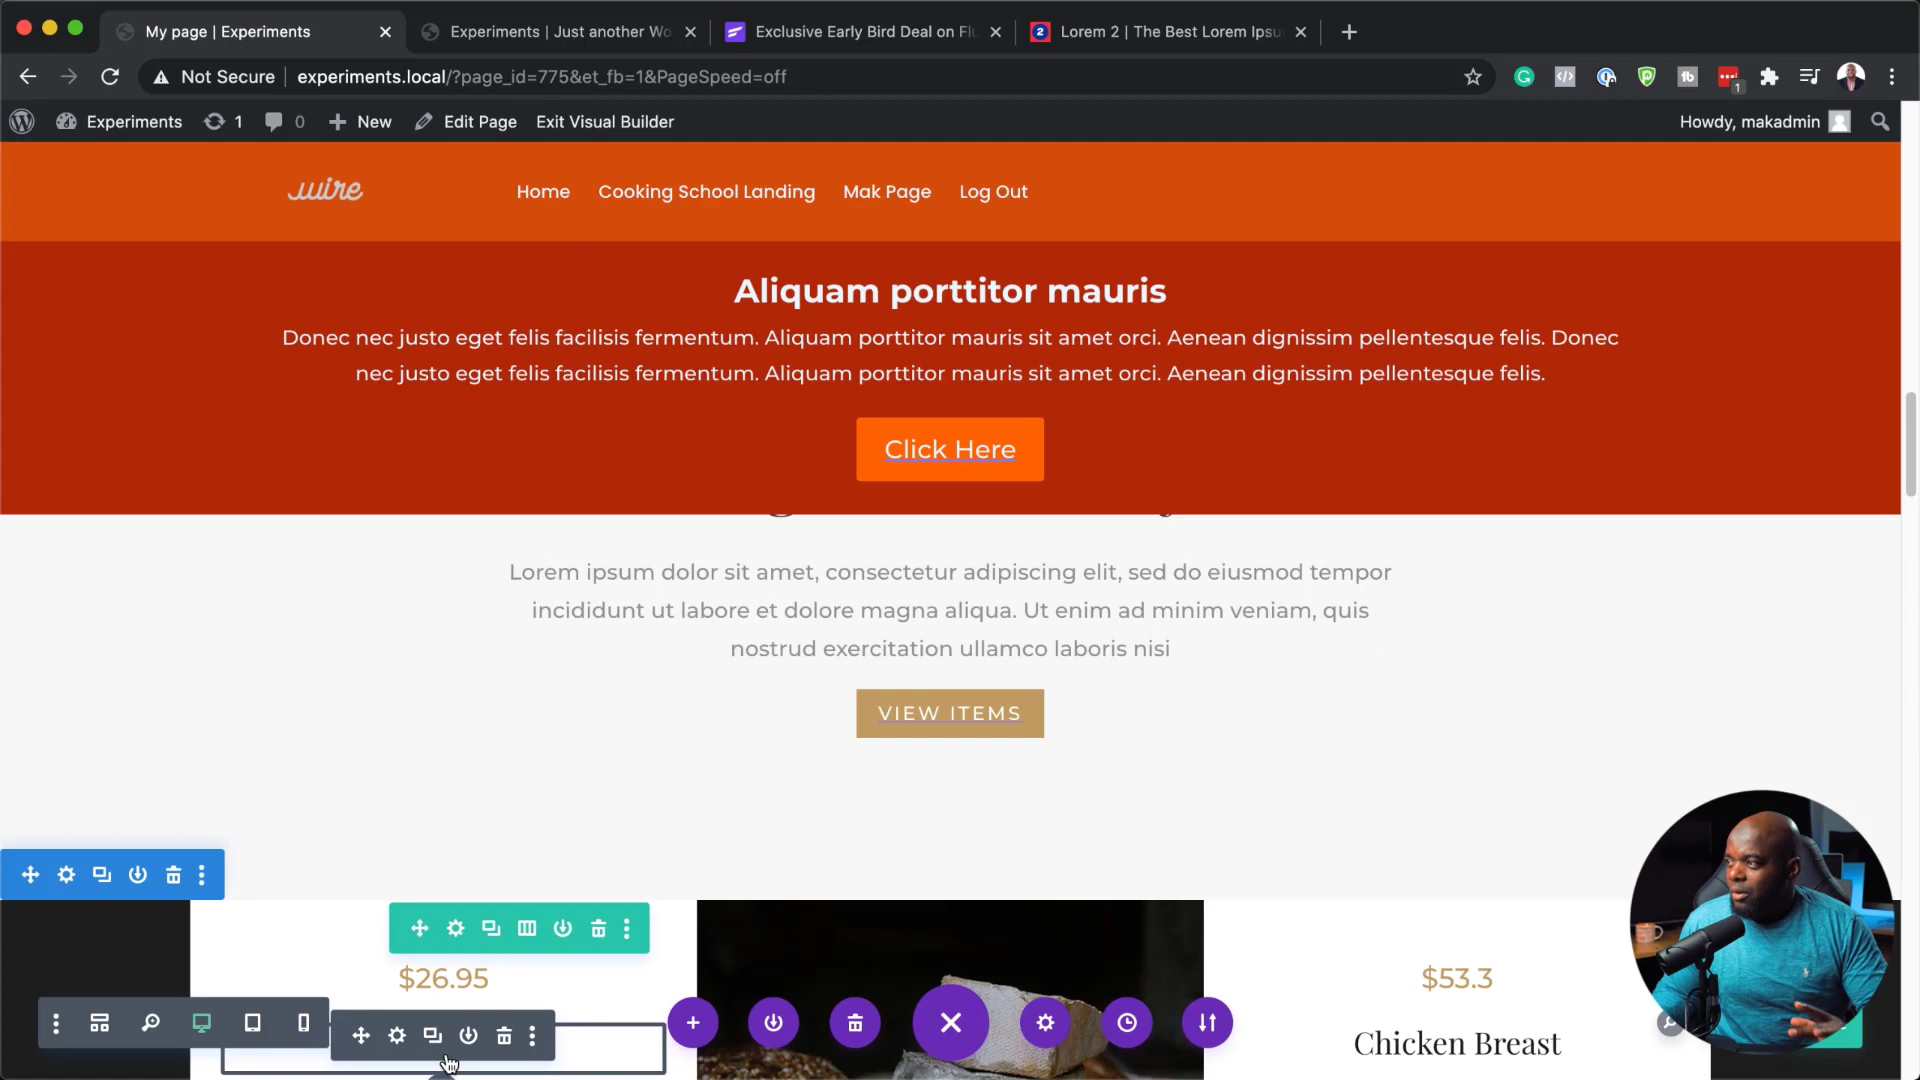 My page | Experiments
Experiments | Just another Wo
Exclusive Early Bird Deal on Flu
Lorem 2 | The Best Lorem Ipsu
Not Secure
experiments.local/?page_id=775&et_fb=1&PageSpeed=off
1
Experiments
1
0
New
Edit Page
Exit Visual Builder
Howdy, makadmin
wire
Home
Cooking School Landing
Mak Page
Log Out
Aliquam porttitor mauris
Donec nec justo eget felis facilisis fermentum. Aliquam porttitor mauris sit amet orci. Aenean dignissim pellentesque felis. Donec
nec justo eget felis facilisis fermentum. Aliquam porttitor mauris sit amet orci. Aenean dignissim pellentesque felis.
Click Here
Lorem ipsum dolor sit amet, consectetur adipiscing elit, sed do eiusmod tempor
incididunt ut labore et dolore magna aliqua. Ut enim ad minim veniam, quis
nostrud exercitation ullamco laboris nisi
VIEW ITEMS
$26.95
$53.3
Chicken Breast